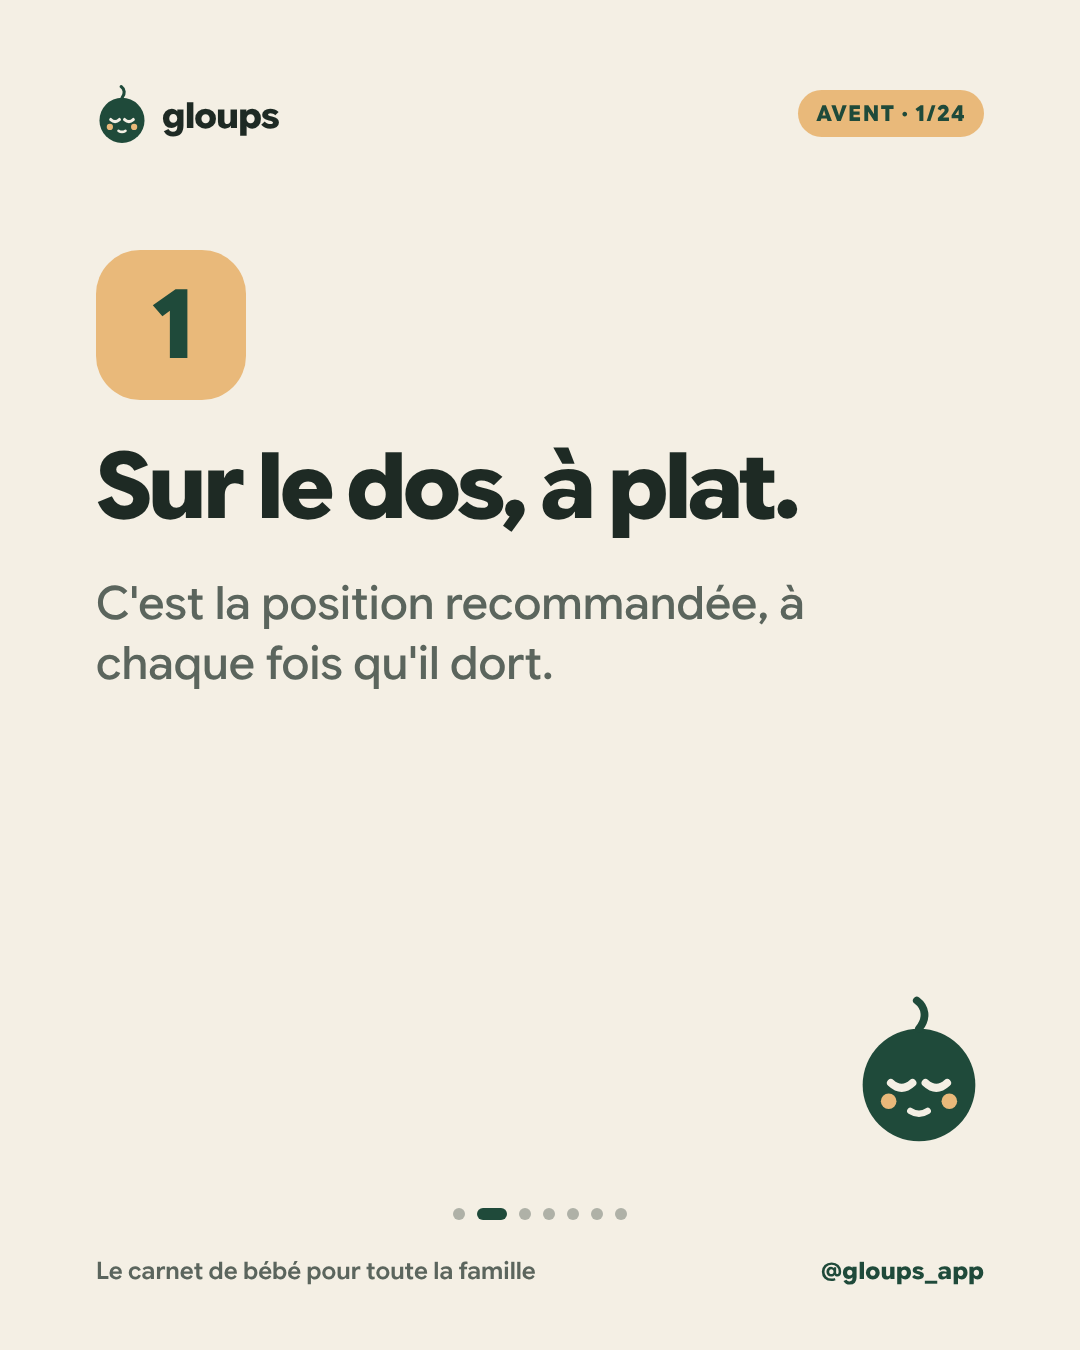 gloups
AVENT · 1/24
1
Sur le dos, à plat.
C'est la position recommandée, à
chaque fois qu'il dort.
Le carnet de bébé pour toute la famille
@gloups_app